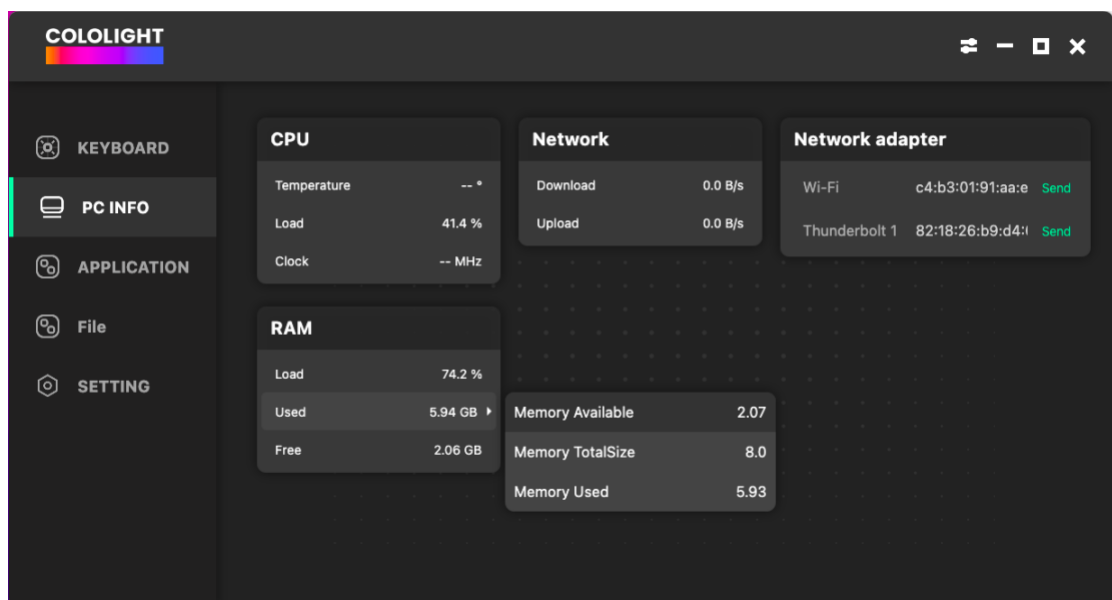 COLOLIGHT
KEYBOARD
PC INFO
APPLICATION
File
SETTING
CPU
Temperature -- °
Load 41.4 %
Clock -- MHz
Network
Download 0.0 B/s
Upload 0.0 B/s
Network adapter
Wi-Fi c4:b3:01:91:aa:e Send
Thunderbolt 1 82:18:26:b9:d4: Send
RAM
Load 74.2 %
Used 5.94 GB
Free 2.06 GB
Memory Available 2.07
Memory TotalSize 8.0
Memory Used 5.93